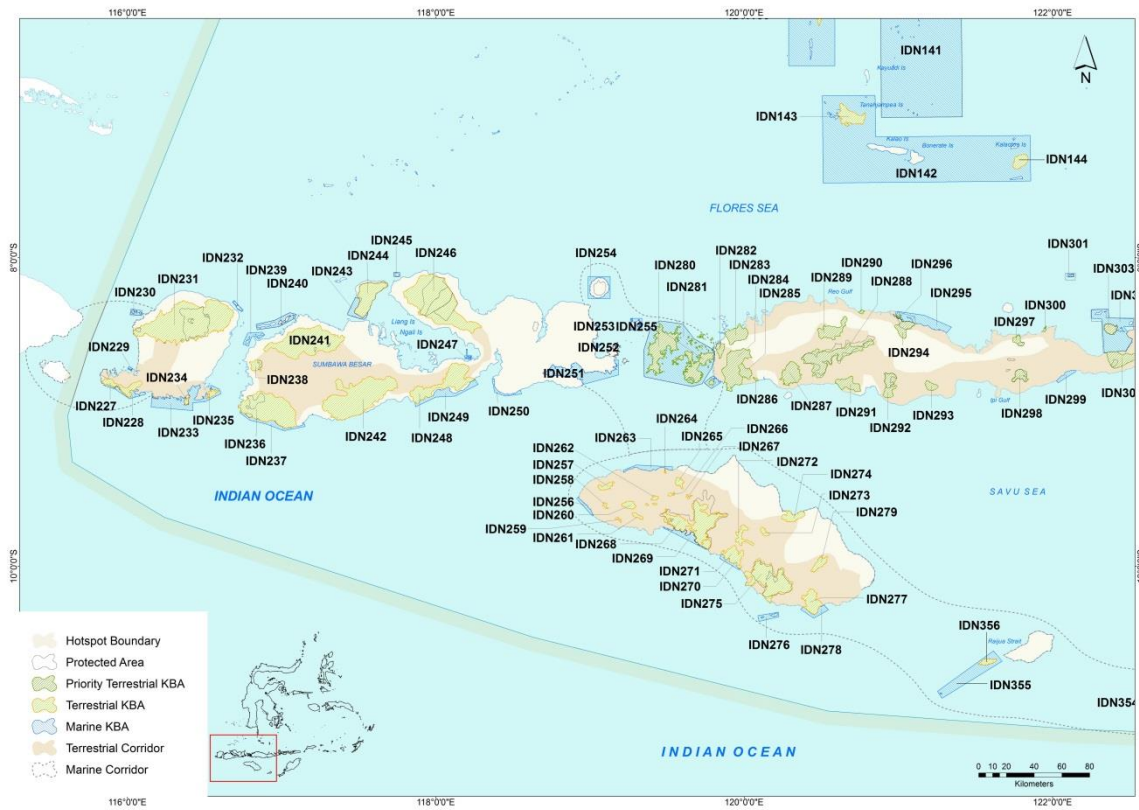 116°0'0"E
118°0'0"E
120°0'0"E
122°0'0"E
IDN141
Kayuadi Is
N
IDN143
Tanahjampea Is
Kalao Is
Bonerate Is
Kalaotoa Is
IDN144
IDN142
FLORES SEA
8°0'0"S
IDN245
IDN246
IDN244
IDN243
IDN232
IDN239
IDN240
IDN231
IDN230
IDN254
IDN280
IDN281
IDN282
IDN283
IDN284
IDN285
IDN290
IDN289
IDN288
IDN296
IDN295
IDN301
IDN303
IDN300
IDN297
Reo Gulf
Liang Is
Ngali Is
IDN247
IDN253
IDN255
IDN252
IDN241
IDN294
IDN229
SUMBAWA BESAR
IDN234
IDN238
IDN251
IDN286
IDN287
IDN291
IDN292
IDN293
Ipi Gulf
IDN298
IDN299
IDN30
IDN227
IDN228
IDN233
IDN235
IDN236
IDN237
IDN242
IDN249
IDN248
IDN250
IDN264
IDN263
IDN265
IDN266
IDN267
IDN262
IDN257
IDN258
IDN272
IDN274
IDN273
IDN279
INDIAN OCEAN
SAVU SEA
IDN256
IDN260
IDN259
IDN261
IDN268
IDN269
IDN271
IDN270
IDN275
IDN277
IDN276
IDN278
10°0'0"S
IDN356
Raijua Strait
IDN355
IDN354
Hotspot Boundary
Protected Area
Priority Terrestrial KBA
Terrestrial KBA
Marine KBA
Terrestrial Corridor
Marine Corridor
INDIAN OCEAN
0 10 20 40 60 80
Kilometers
116°0'0"E
118°0'0"E
120°0'0"E
122°0'0"E